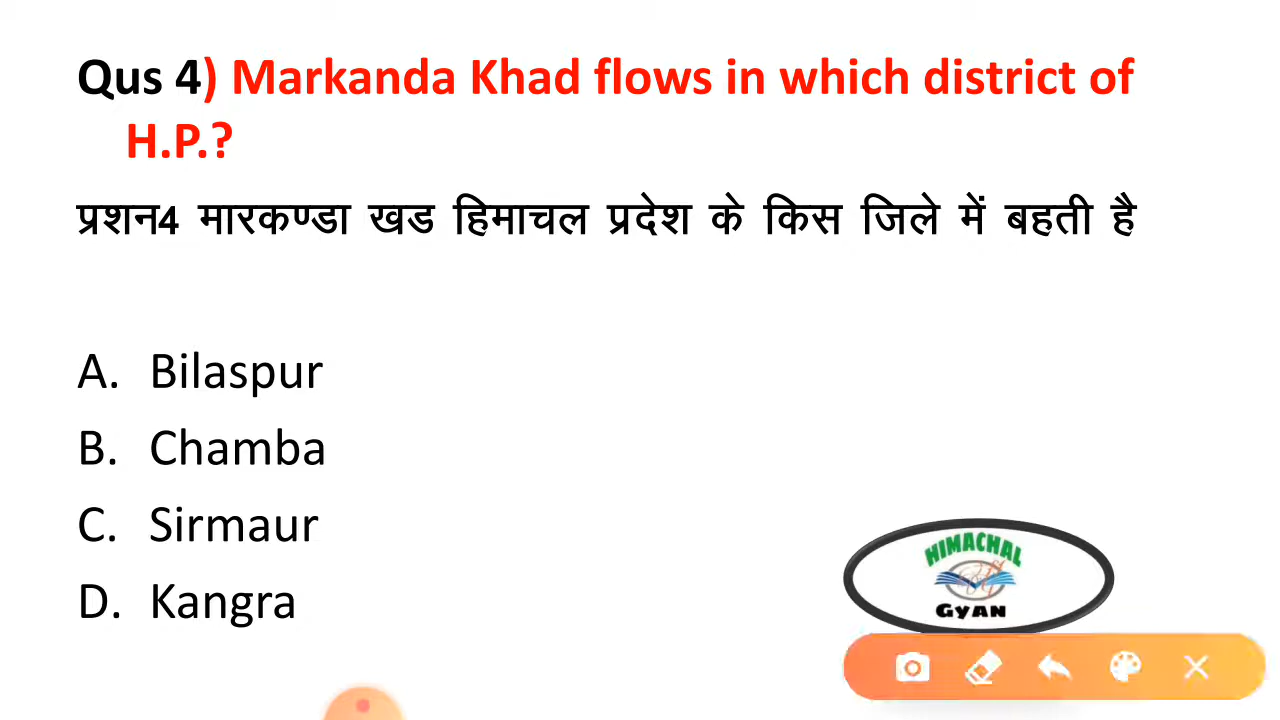 Qus 4) Markanda Khad flows in which district of
H.P.?
प्रशन4 मारकण्डा खड हिमाचल प्रदेश के किस जिले में बहती है
A. Bilaspur
B. Chamba
C. Sirmaur
D. Kangra
HIMACHAL
GYAN